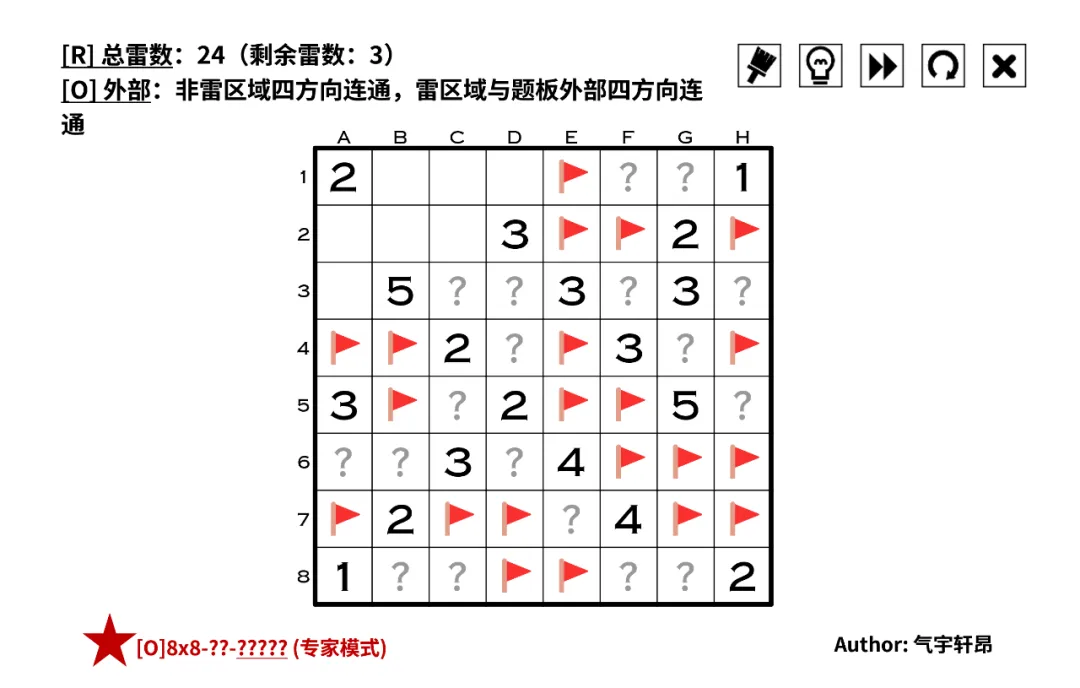 [R] 总雷数：24（剩余雷数：3）
[O] 外部：非雷区域四方向连通，雷区域与题板外部四方向连
通
A B C D E F G H
1 2 ? ? 1
2 3 2
3 5 ? ? 3 ? 3 ?
4 2 ? 3 ?
5 3 ? 2 5 ?
6 ? ? 3 ? 4
7 2 ? 4
8 1 ? ? ? ? 2
[O]8x8-??-????? (专家模式)
Author: 气宇轩昂